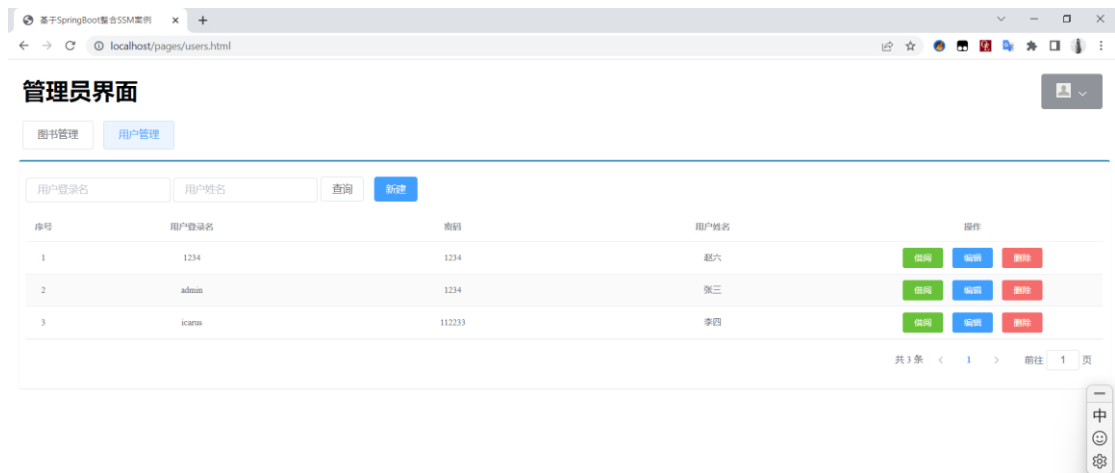 基于SpringBoot整合SSM案例
localhost/pages/users.html
管理员界面
图书管理 用户管理
用户登录名 用户姓名 查询 新建
序号 用户登录名 密码 用户姓名 操作
1 1234 1234 赵六 借阅 编辑 删除
2 admin 1234 张三 借阅 编辑 删除
3 icarus 112233 李四 借阅 编辑 删除
共 3 条 1 前往 1 页
中